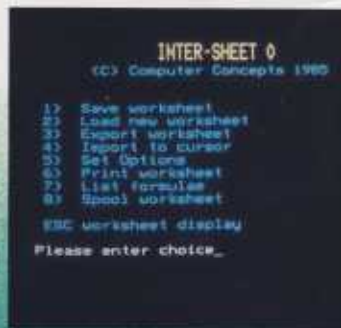 INTER-SHEET 0
(C) Computer Concepts 1985
1) Save worksheet
2) Load new worksheet
3) Export worksheet
4) Import to cursor
5) Set Options
6) Print worksheet
7) List formulae
8) Spool worksheet
ESC worksheet display
Please enter choice_